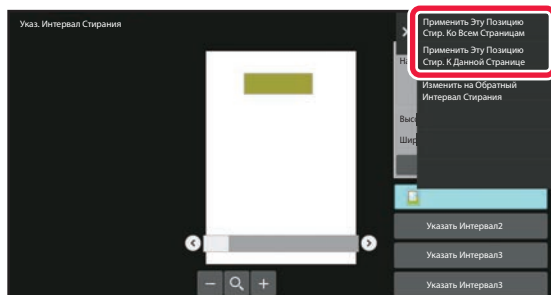 Указ. Интервал Стирания
Применить Эту Позицию
Стир. Ко Всем Страницам
Применить Эту Позицию
Стир. К Данной Странице
Изменить на Обратный
Интервал Стирания
Указать Интервал2
Указать Интервал3
Указать Интервал3